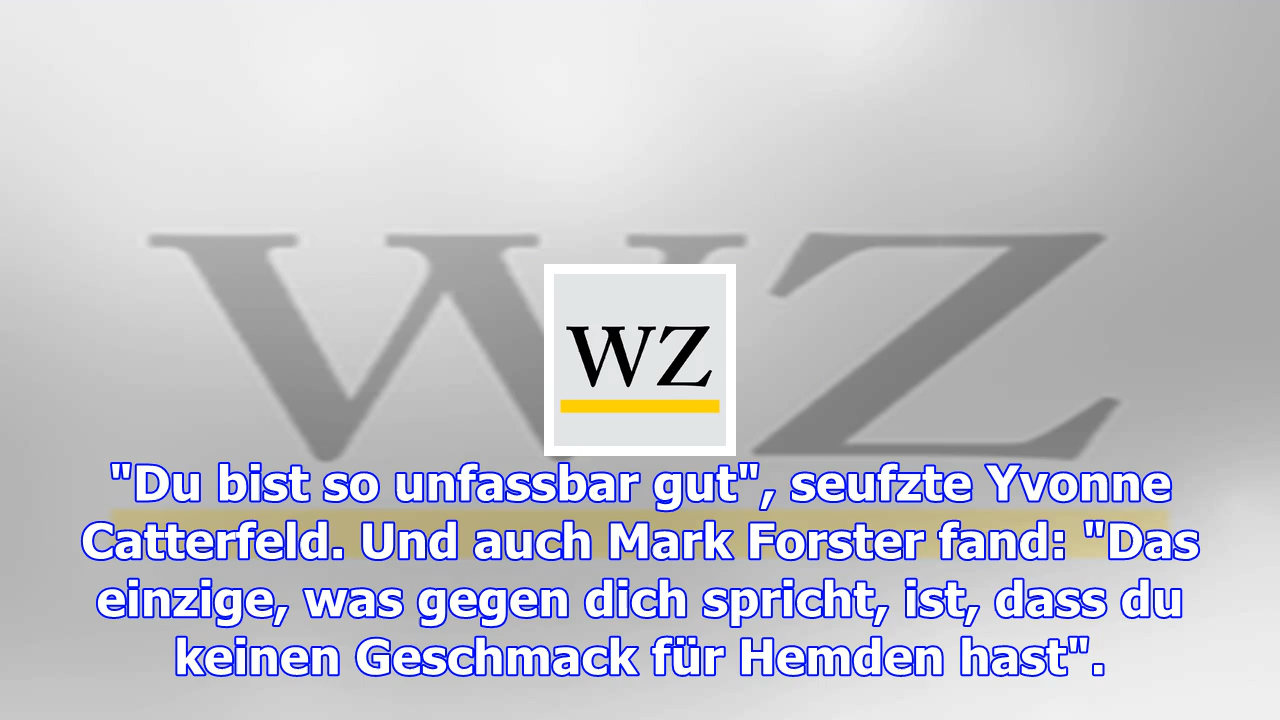 WZ
WZ
"Du bist so unfassbar gut", seufzte Yvonne
Catterfeld. Und auch Mark Forster fand: "Das
einzige, was gegen dich spricht, ist, dass du
keinen Geschmack für Hemden hast".